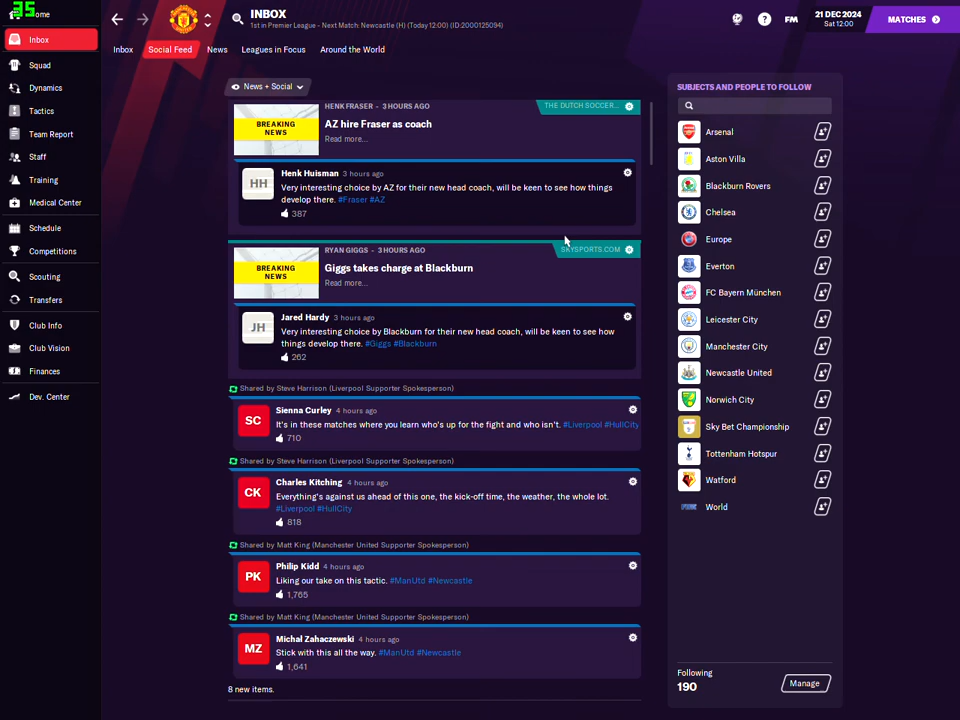 35
ome
INBOX
1st in Premier League - Next Match: Newcastle (H) (Today 12:00) (ID:2000125094)
FM
21 DEC 2024
Sat 12:00
MATCHES
Inbox
Social Feed
News
Leagues in Focus
Around the World
Inbox
Squad
Dynamics
Tactics
Team Report
Staff
Training
Medical Center
Schedule
Competitions
Scouting
Transfers
Club Info
Club Vision
Finances
Dev. Center
News + Social
HENK FRASER - 3 HOURS AGO
THE DUTCH SOCCER...
BREAKING
NEWS
AZ hire Fraser as coach
Read more...
HH
Henk Huisman 3 hours ago
Very interesting choice by AZ for their new head coach, will be keen to see how things
develop there. #Fraser #AZ
387
RYAN GIGGS - 3 HOURS AGO
SKYSPORTS.COM
BREAKING
NEWS
Giggs takes charge at Blackburn
Read more...
JH
Jared Hardy 3 hours ago
Very interesting choice by Blackburn for their new head coach, will be keen to see how
things develop there. #Giggs #Blackburn
262
Shared by Steve Harrison (Liverpool Supporter Spokesperson)
SC
Sienna Curley 4 hours ago
It's in these matches where you learn who's up for the fight and who isn't. #Liverpool #HullCity
710
Shared by Steve Harrison (Liverpool Supporter Spokesperson)
CK
Charles Kitching 4 hours ago
Everything's against us ahead of this one, the kick-off time, the weather, the whole lot.
#Liverpool #HullCity
818
Shared by Matt King (Manchester United Supporter Spokesperson)
PK
Philip Kidd 4 hours ago
Liking our take on this tactic. #ManUtd #Newcastle
1,765
Shared by Matt King (Manchester United Supporter Spokesperson)
MZ
Michal Zahaczewski 4 hours ago
Stick with this all the way. #ManUtd #Newcastle
1,641
8 new items.
SUBJECTS AND PEOPLE TO FOLLOW
Arsenal
Aston Villa
Blackburn Rovers
Chelsea
Europe
Everton
FC Bayern München
Leicester City
Manchester City
Newcastle United
Norwich City
Sky Bet Championship
Tottenham Hotspur
Watford
World
Following
190
Manage